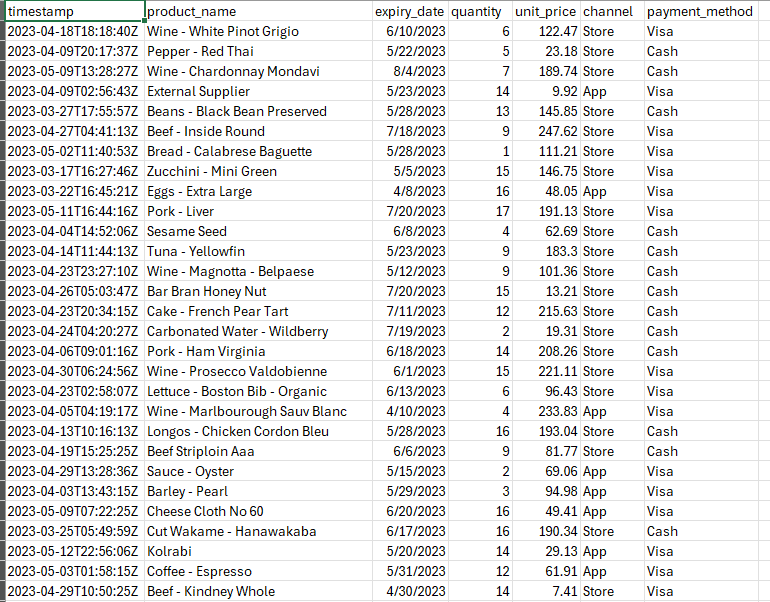 timestamp product_name expiry_date quantity unit_price channel payment_method
2023-04-18T18:18:40Z Wine - White Pinot Grigio 6/10/2023 6 122.47 Store Visa
2023-04-09T20:17:37Z Pepper - Red Thai 5/22/2023 5 23.18 Store Cash
2023-05-09T13:28:27Z Wine - Chardonnay Mondavi 8/4/2023 7 189.74 Store Cash
2023-04-09T02:56:43Z External Supplier 5/23/2023 14 9.92 App Visa
2023-03-27T17:55:57Z Beans - Black Bean Preserved 5/28/2023 13 145.85 Store Cash
2023-04-27T04:41:13Z Beef - Inside Round 7/18/2023 9 247.62 Store Visa
2023-05-02T11:40:53Z Bread - Calabrese Baguette 5/28/2023 1 111.21 Store Visa
2023-03-17T16:27:46Z Zucchini - Mini Green 5/5/2023 15 146.75 Store Visa
2023-03-22T16:45:21Z Eggs - Extra Large 4/8/2023 16 48.05 App Visa
2023-05-11T16:44:16Z Pork - Liver 7/20/2023 17 191.13 Store Visa
2023-04-04T14:52:06Z Sesame Seed 6/8/2023 4 62.69 Store Cash
2023-04-14T11:44:13Z Tuna - Yellowfin 5/23/2023 9 183.3 Store Cash
2023-04-23T23:27:10Z Wine - Magnotta - Belpaese 5/12/2023 9 101.36 Store Cash
2023-04-26T05:03:47Z Bar Bran Honey Nut 7/20/2023 15 13.21 Store Cash
2023-04-23T20:34:15Z Cake - French Pear Tart 7/11/2023 12 215.63 Store Cash
2023-04-24T04:20:27Z Carbonated Water - Wildberry 7/19/2023 2 19.31 Store Cash
2023-04-06T09:01:16Z Pork - Ham Virginia 6/18/2023 14 208.26 Store Cash
2023-04-30T06:24:56Z Wine - Prosecco Valdobienne 6/1/2023 15 221.11 Store Visa
2023-04-23T02:58:07Z Lettuce - Boston Bib - Organic 6/13/2023 6 96.43 Store Visa
2023-04-05T04:19:17Z Wine - Marlbourough Sauv Blanc 4/10/2023 4 233.83 App Visa
2023-04-13T10:16:13Z Longos - Chicken Cordon Bleu 5/28/2023 16 193.04 Store Cash
2023-04-19T15:25:25Z Beef Striploin Aaa 6/6/2023 9 81.77 Store Cash
2023-04-29T13:28:36Z Sauce - Oyster 5/15/2023 2 69.06 App Visa
2023-04-03T13:43:15Z Barley - Pearl 5/29/2023 3 94.98 App Visa
2023-05-09T07:22:25Z Cheese Cloth No 60 6/20/2023 16 49.41 App Visa
2023-03-25T05:49:59Z Cut Wakame - Hanawakaba 6/17/2023 16 190.34 Store Cash
2023-05-12T22:56:06Z Kolrabi 5/20/2023 14 29.13 App Visa
2023-05-03T01:58:15Z Coffee - Espresso 5/31/2023 12 61.91 App Visa
2023-04-29T10:50:25Z Beef - Kindney Whole 4/30/2023 14 7.41 Store Visa